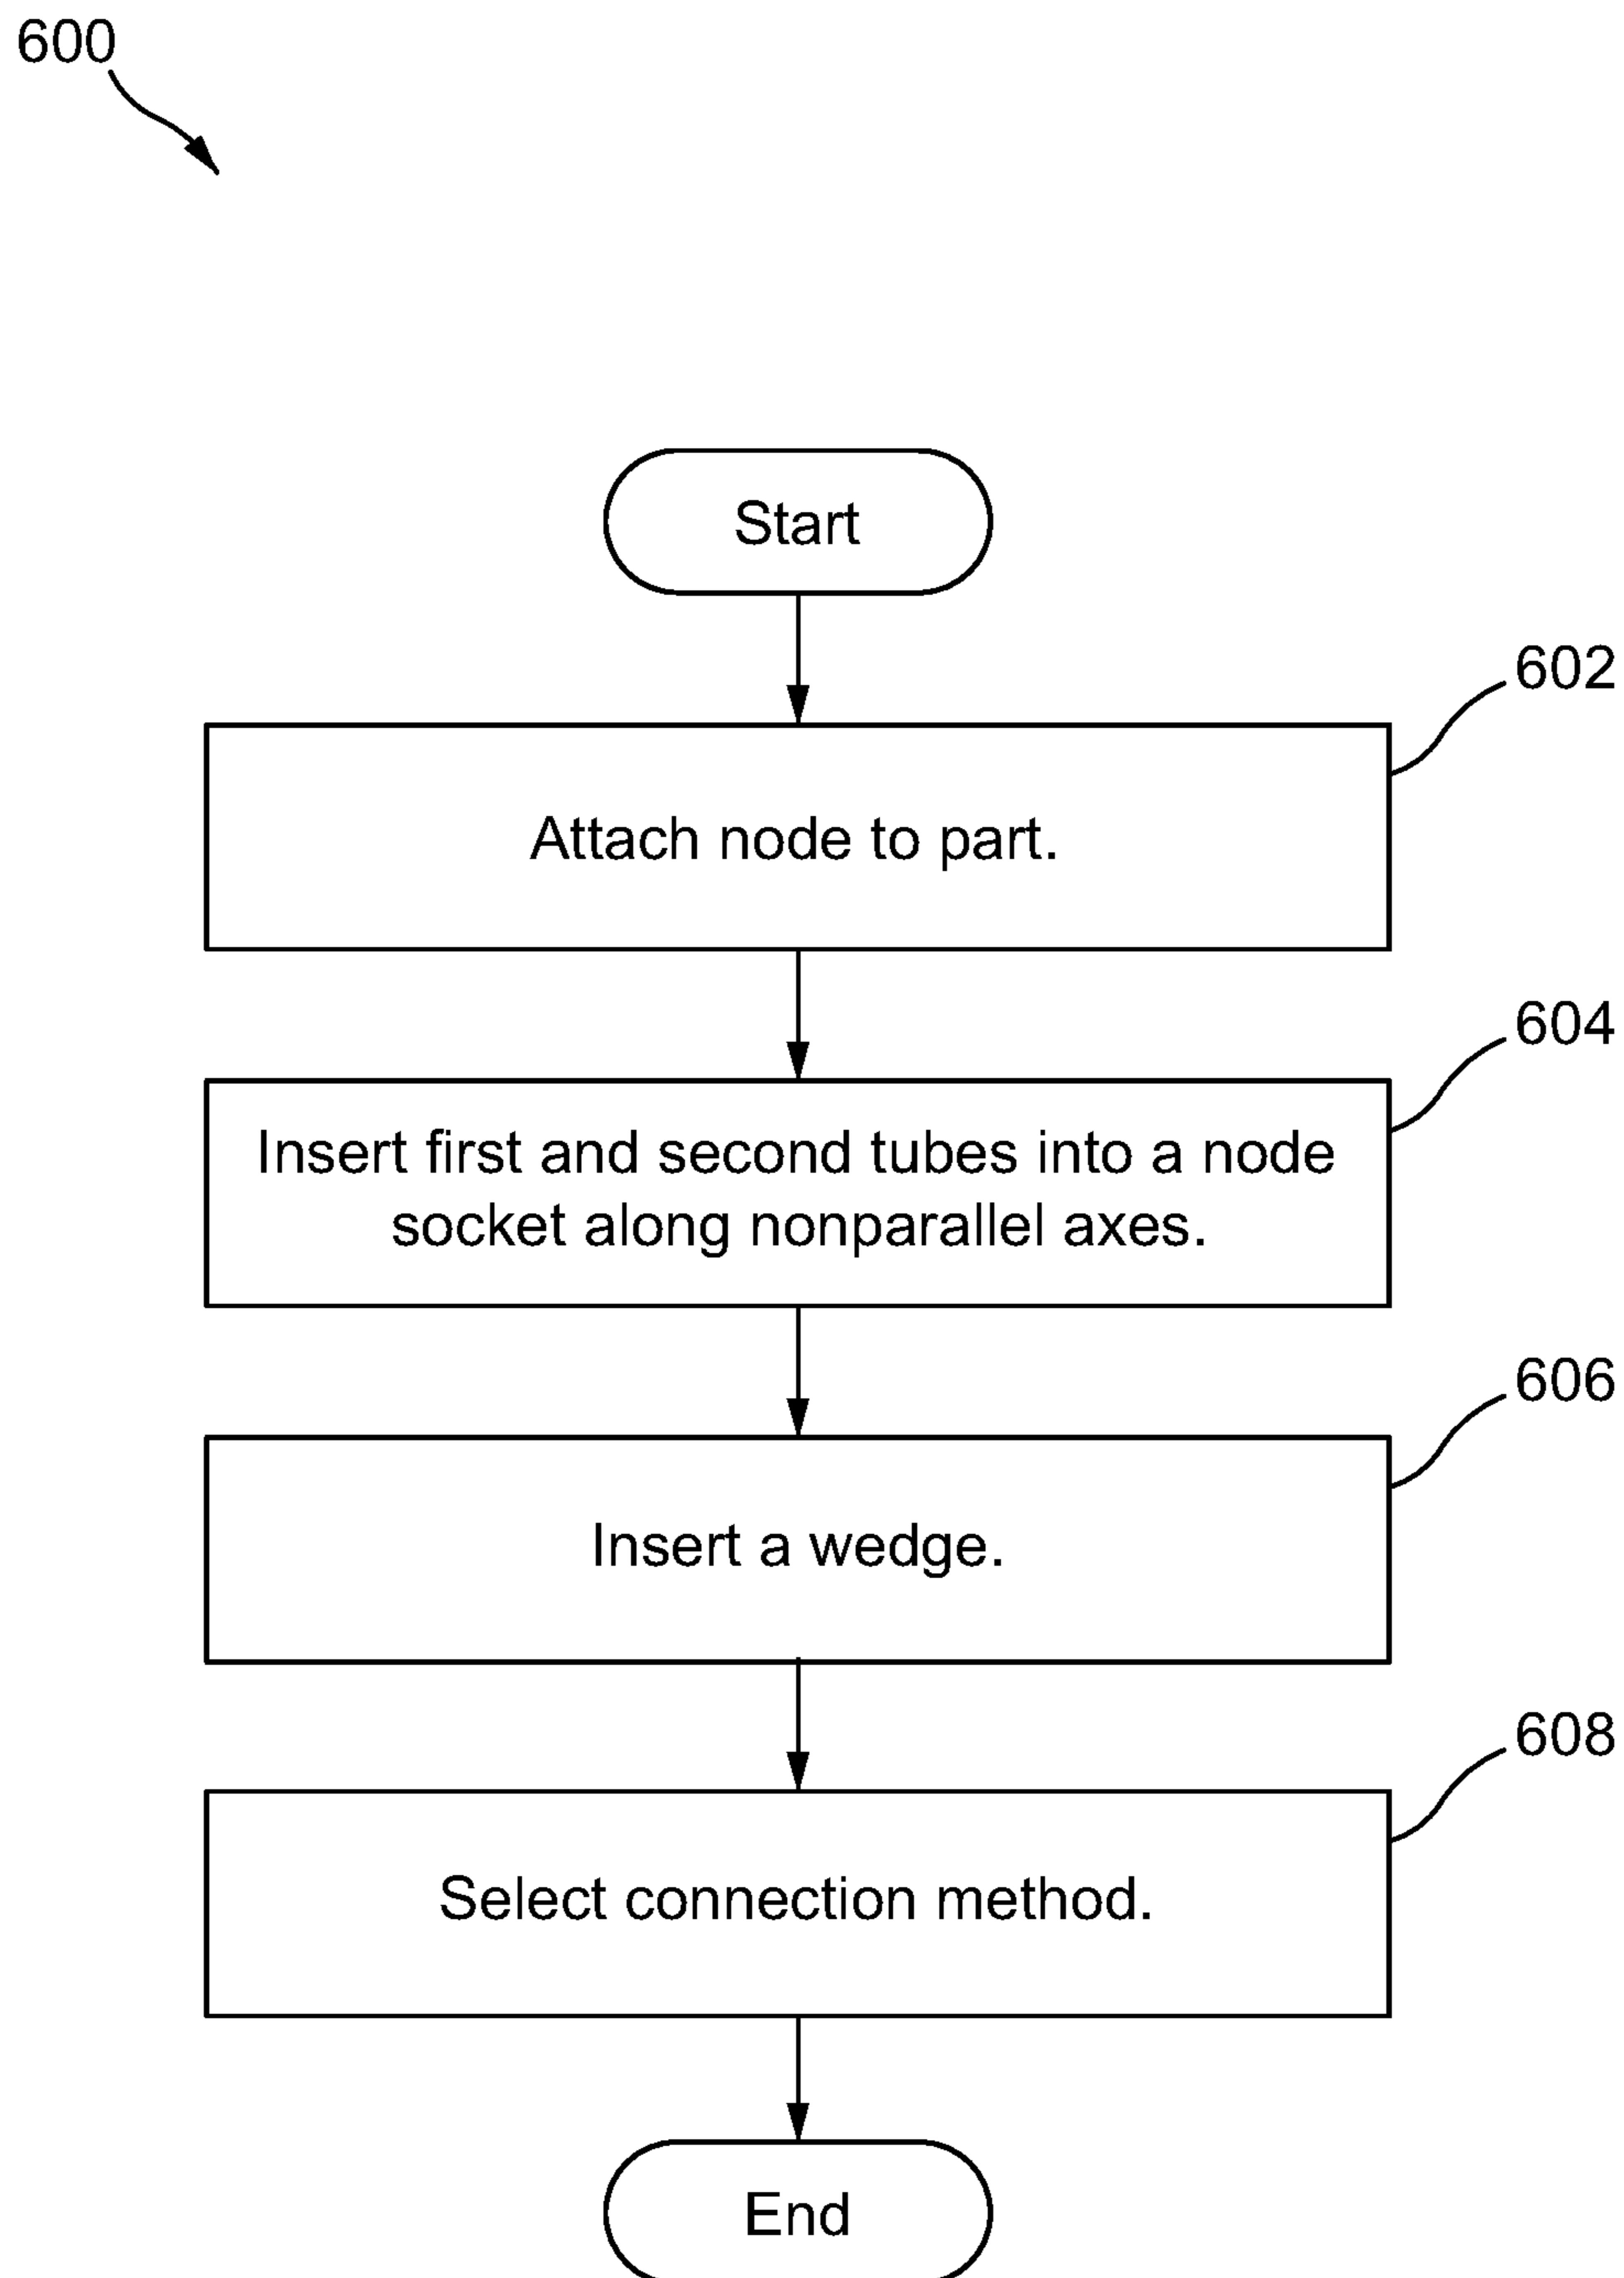 600
Start
602
Attach node to part.
604
Insert first and second tubes into a node
socket along nonparallel axes.
606
Insert a wedge.
608
Select connection method.
End